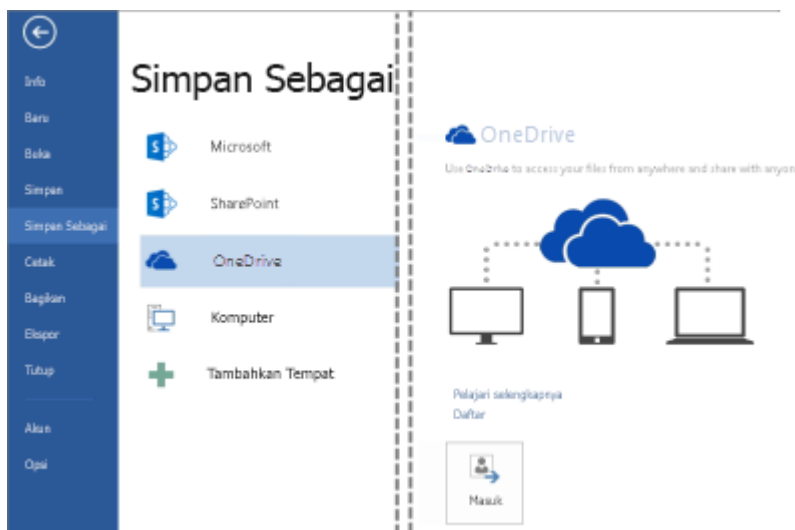 Info
Baru
Buka
Simpan
Simpan Sebagai
Cetak
Bagikan
Ekspor
Tutup
Akun
Opsi
Simpan Sebagai
Microsoft
SharePoint
OneDrive
Komputer
Tambahkan Tempat
OneDrive
Use OneDrive to access your files from anywhere and share with anyon
Pelajari selengkapnya
Daftar
Masuk